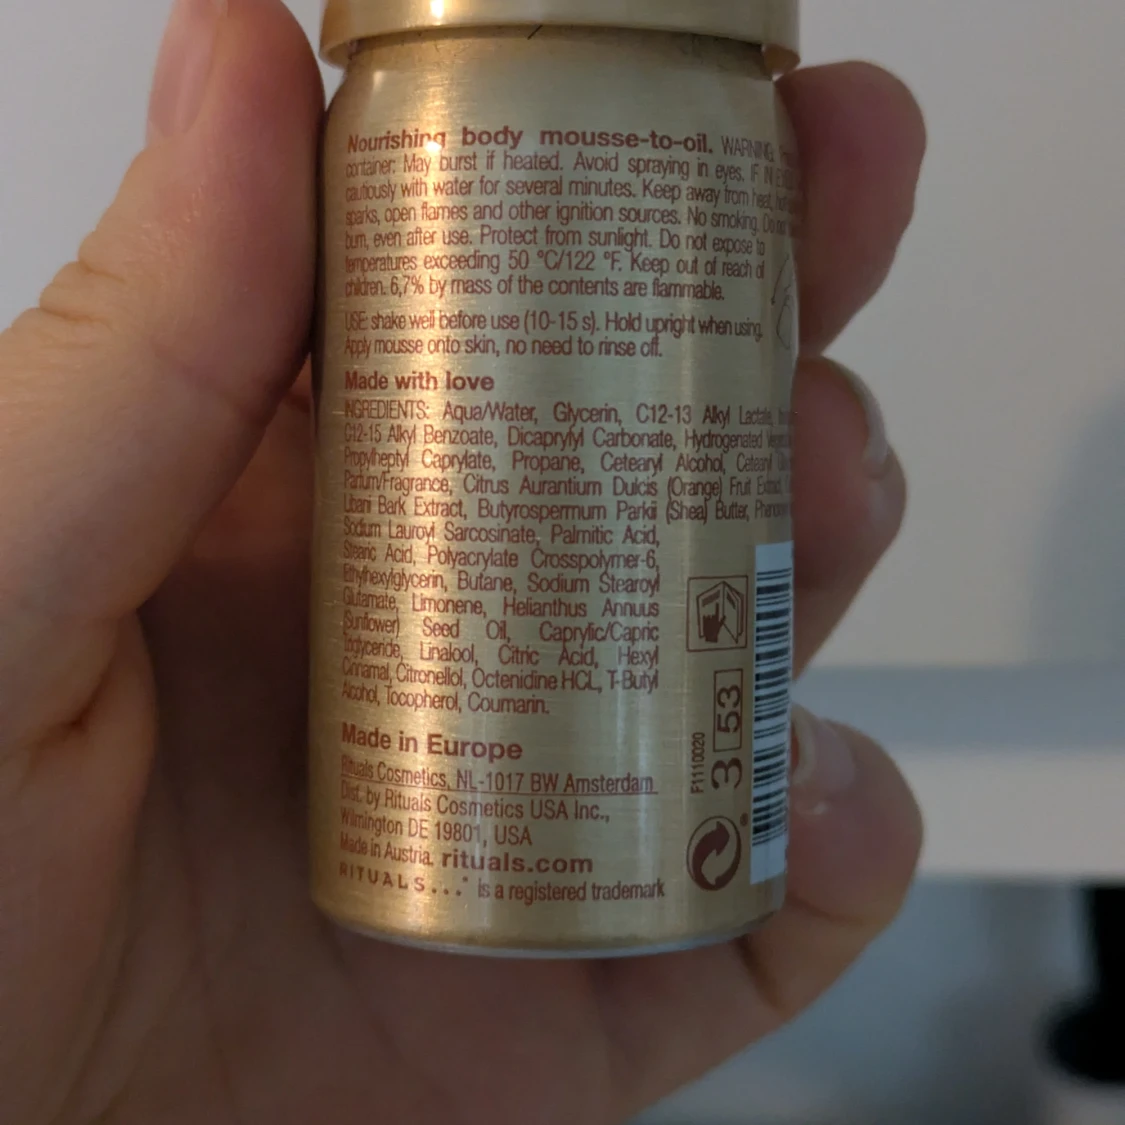 Nourishing body mousse-to-oil. WARNING:
container: May burst if heated. Avoid spraying in eyes. IF IN EYES
cautiously with water for several minutes. Keep away from heat, hot
sparks, open flames and other ignition sources. No smoking. Do not
burn, even after use. Protect from sunlight. Do not expose to
temperatures exceeding 50 °C/122 °F. Keep out of reach of
children. 6,7% by mass of the contents are flammable.
USE: shake well before use (10-15 s). Hold upright when using.
Apply mousse onto skin, no need to rinse off.
Made with love
INGREDIENTS: Aqua/Water, Glycerin, C12-13 Alkyl Lactate,
C12-15 Alkyl Benzoate, Dicaprylyl Carbonate, Hydrogenated
Propylheptyl Caprylate, Propane, Cetearyl Alcohol, Cetearyl
Parfum/Fragrance, Citrus Aurantium Dulcis (Orange) Fruit Extract,
Libani Bark Extract, Butyrospermum Parkii (Shea) Butter,
Sodium Lauroyl Sarcosinate, Palmitic Acid,
Stearic Acid, Polyacrylate Crosspolymer-6,
Ethylhexylglycerin, Butane, Sodium Stearoyl
Glutamate, Limonene, Helianthus Annuus
(Sunflower) Seed Oil, Caprylic/Capric
Triglyceride, Linalool, Citric Acid, Hexyl
Cinnamal, Citronellol, Octenidine HCL, T-Butyl
Alcohol, Tocopherol, Coumarin.
Made in Europe
Rituals Cosmetics, NL-1017 BW Amsterdam
Dist. by Rituals Cosmetics USA Inc.,
Wilmington DE 19801, USA
Made in Austria. rituals.com
RITUALS...® is a registered trademark
F1110020
3 53